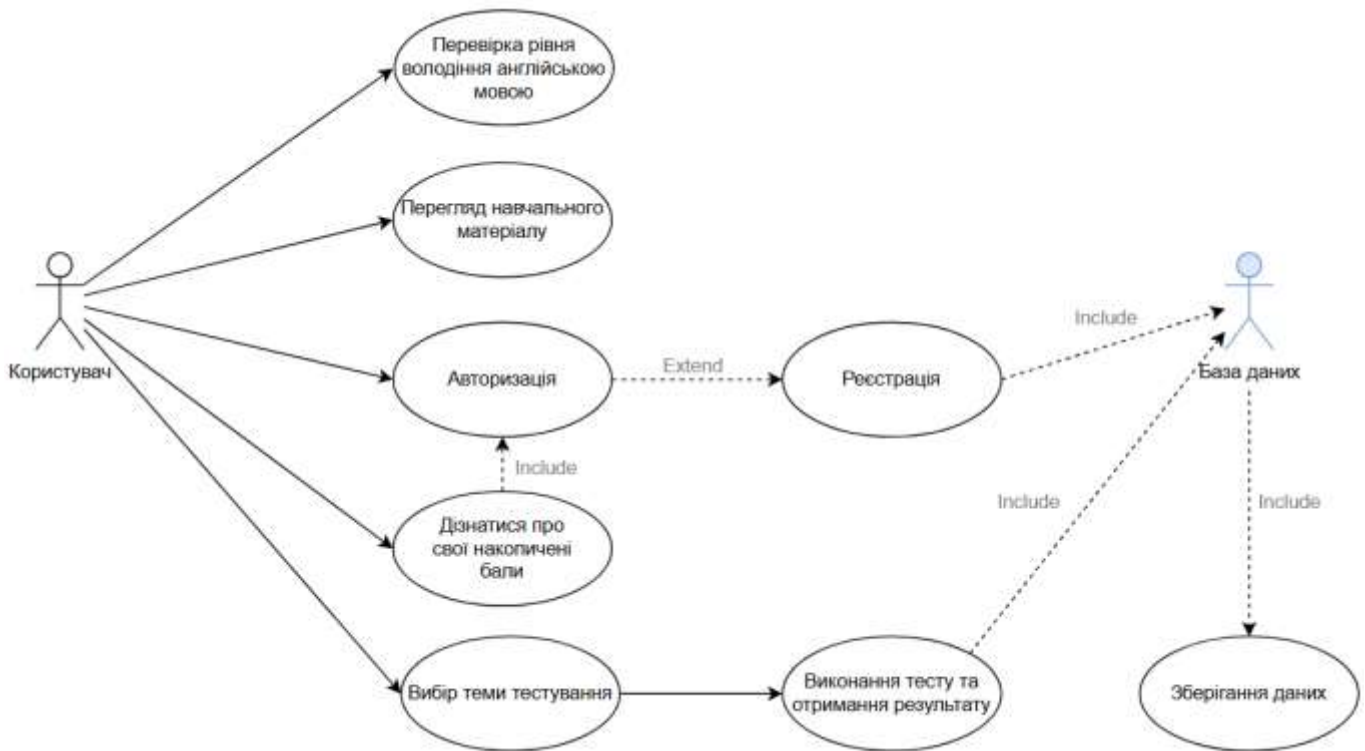 Перевірка рівня
володіння англійською
мовою
Перегляд навчального
матеріалу
Користувач
Авторизація
Extend
Реєстрація
Include
База даних
Include
Дізнатися про
свої накопичені
бали
Include
Include
Вибір теми тестування
Виконання тесту та
отримання результату
Зберігання даних